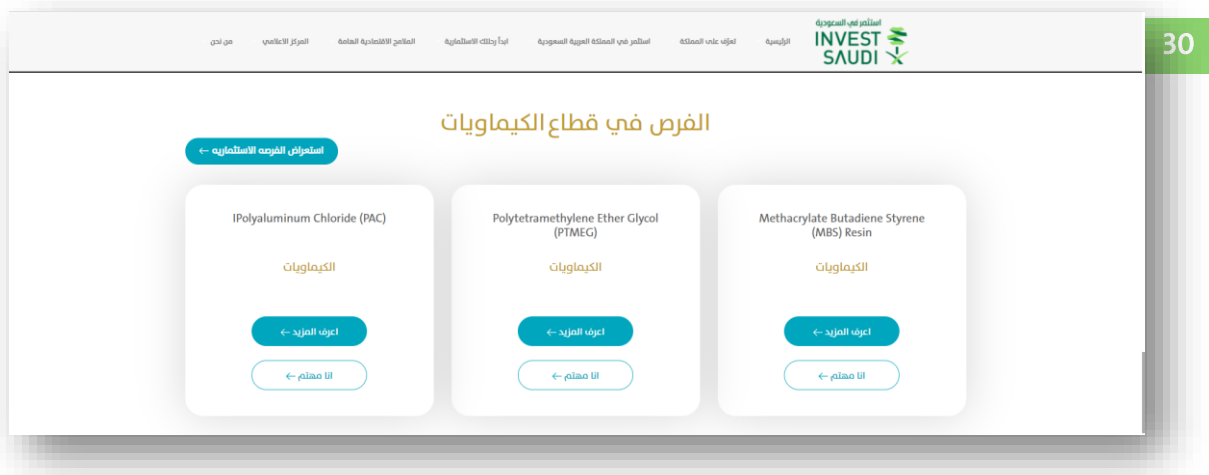 استثمر في السعودية
INVEST
SAUDI
الرئيسية
تعرّف على المملكة
استثمر في المملكة العربية السعودية
ابدأ رحلتك الاستثمارية
الملامح الاقتصادية الهامة
المركز الاعلامي
من نحن
30
الفرص في قطاع الكيماويات
استعراض الفرصه الاستثماريه ←
Methacrylate Butadiene Styrene
(MBS) Resin
الكيماويات
اعرف المزيد ←
انا مهتم ←
Polytetramethylene Ether Glycol
(PTMEG)
الكيماويات
اعرف المزيد ←
انا مهتم ←
IPolyaluminum Chloride (PAC)
الكيماويات
اعرف المزيد ←
انا مهتم ←